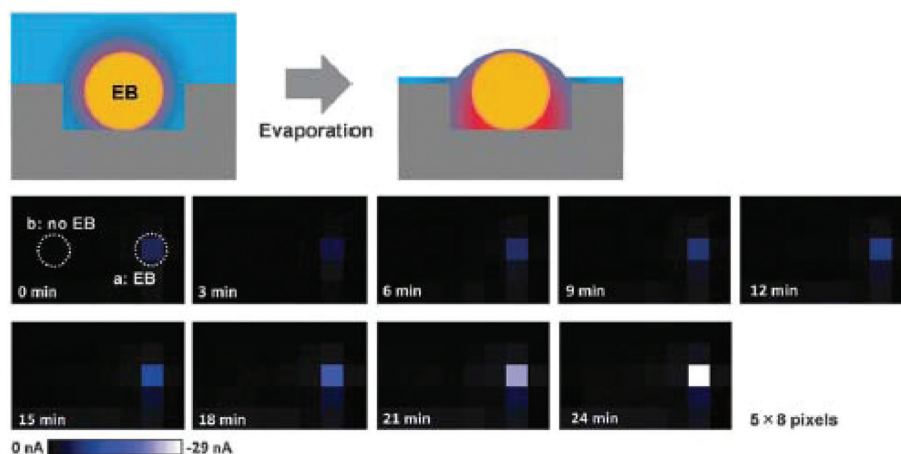 EB
Evaporation
b: no EB
a: EB
0 min
3 min
6 min
9 min
12 min
15 min
18 min
21 min
24 min
5 × 8 pixels
0 nA
-29 nA